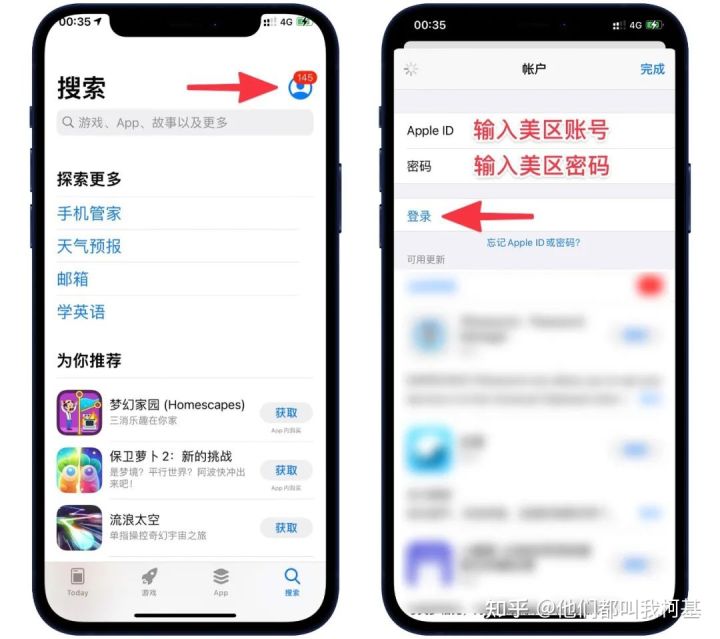 00:35
4G
搜索
145
游戏、App、故事以及更多
探索更多
手机管家
天气预报
邮箱
学英语
为你推荐
梦幻家园 (Homescapes)
三消乐趣在你家
获取
App 内购买
保卫萝卜2：新的挑战
是梦境？平行世界？阿波快冲出
来吧！
获取
App 内购买
流浪太空
单指操控奇幻宇宙之旅
获取
Today
游戏
App
搜索
00:35
4G
帐户
完成
Apple ID
输入美区账号
密码
输入美区密码
登录
忘记 Apple ID 或密码?
可用更新
知乎 @他们都叫我柯基